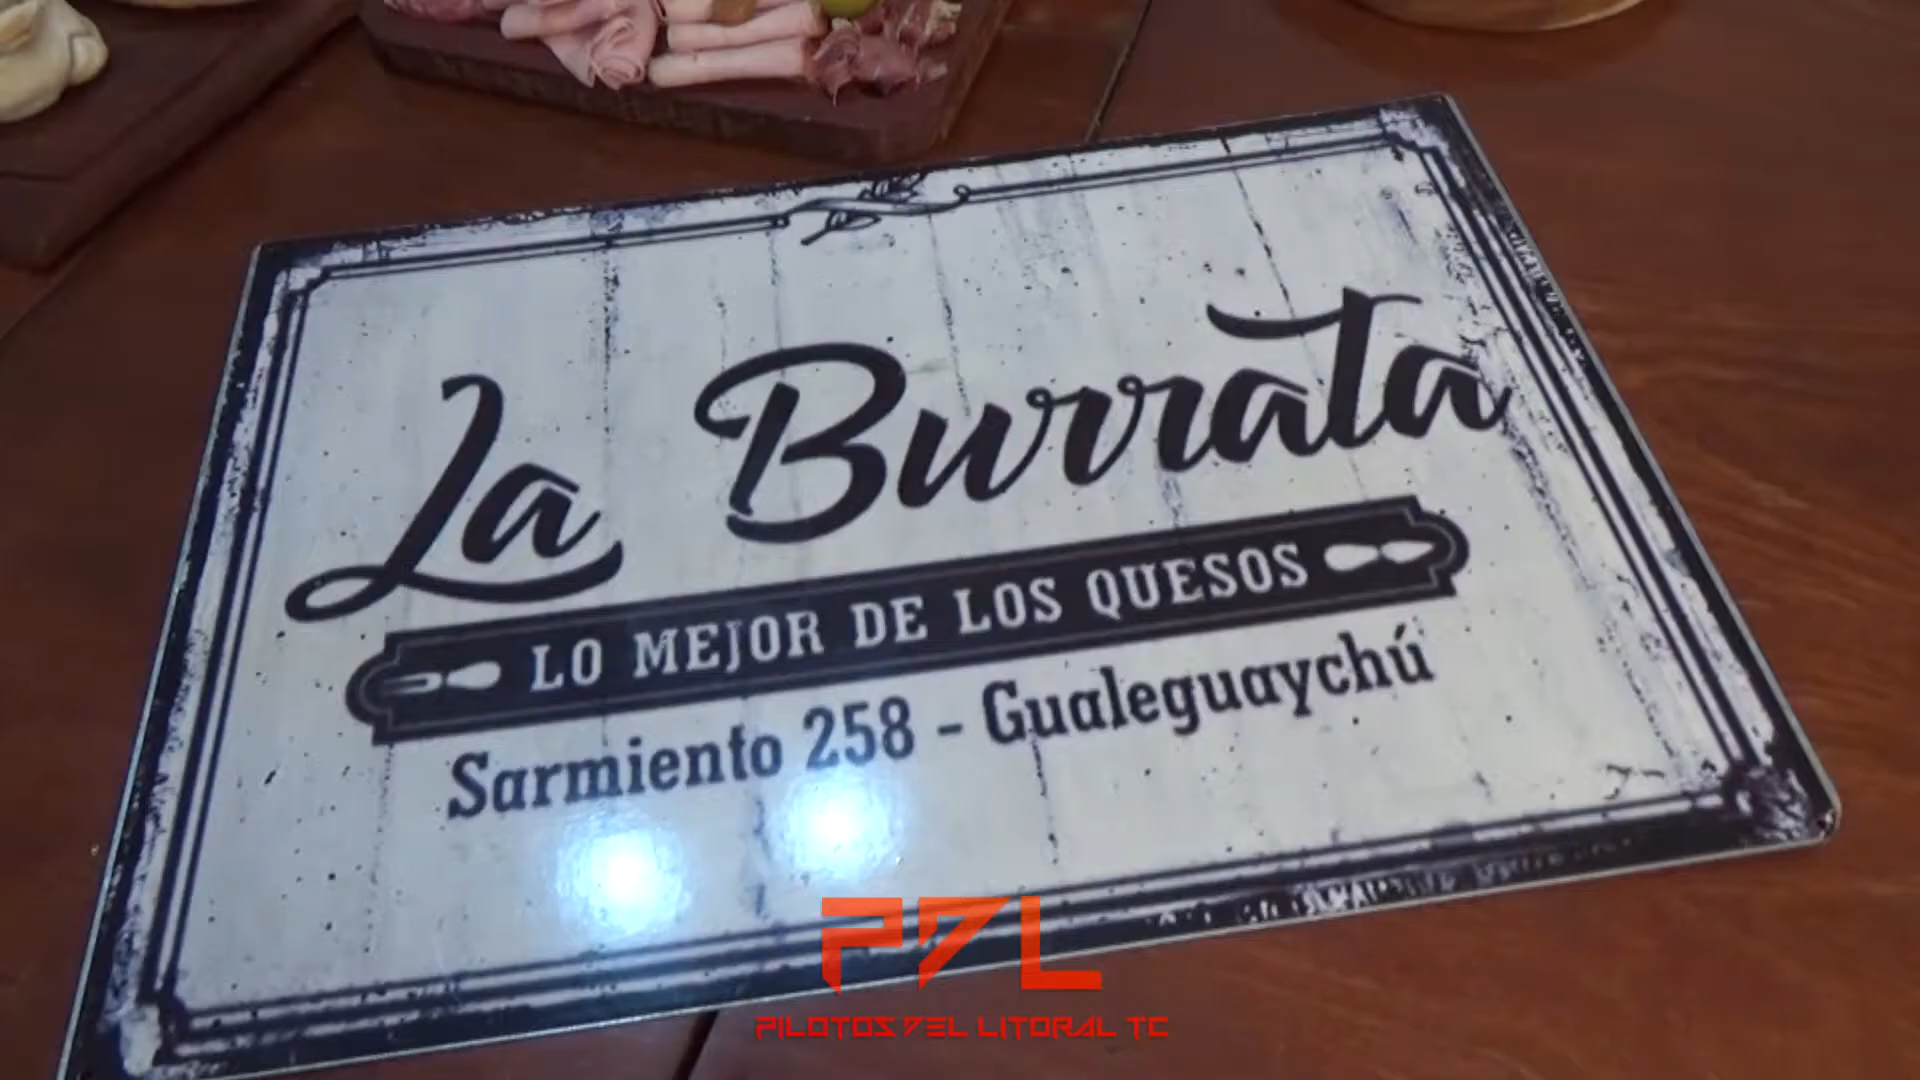 La Burrata
LO MEJOR DE LOS QUESOS
Sarmiento 258 - Gualeguaychú
PDL
PILOTOS DEL LITORAL TC